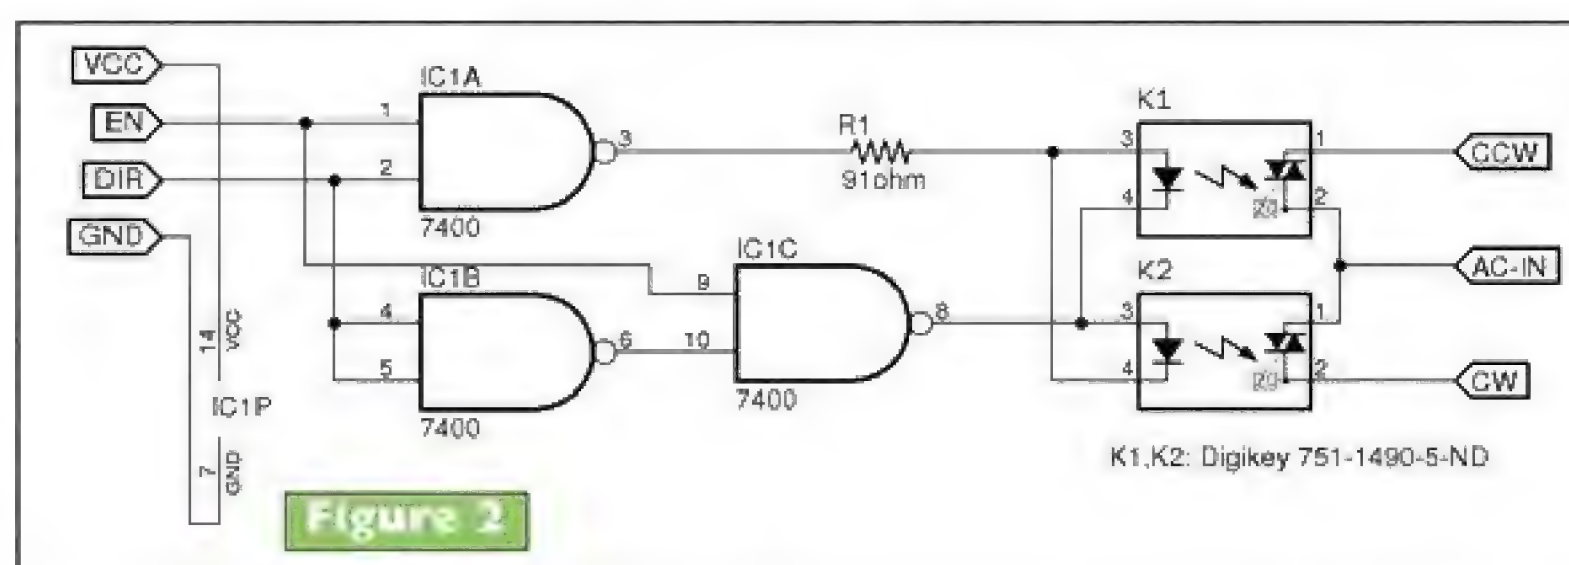 VCC
EN
DIR
GND
14
VCC
IC1P
7
GND
IC1A
1
2
3
7400
IC1B
4
5
6
7400
IC1C
9
10
8
7400
R1
91ohm
K1
3
4
1
2
K2
3
4
1
2
CCW
AC-IN
CW
K1,K2: Digikey 751-1490-5-ND
Figure 2